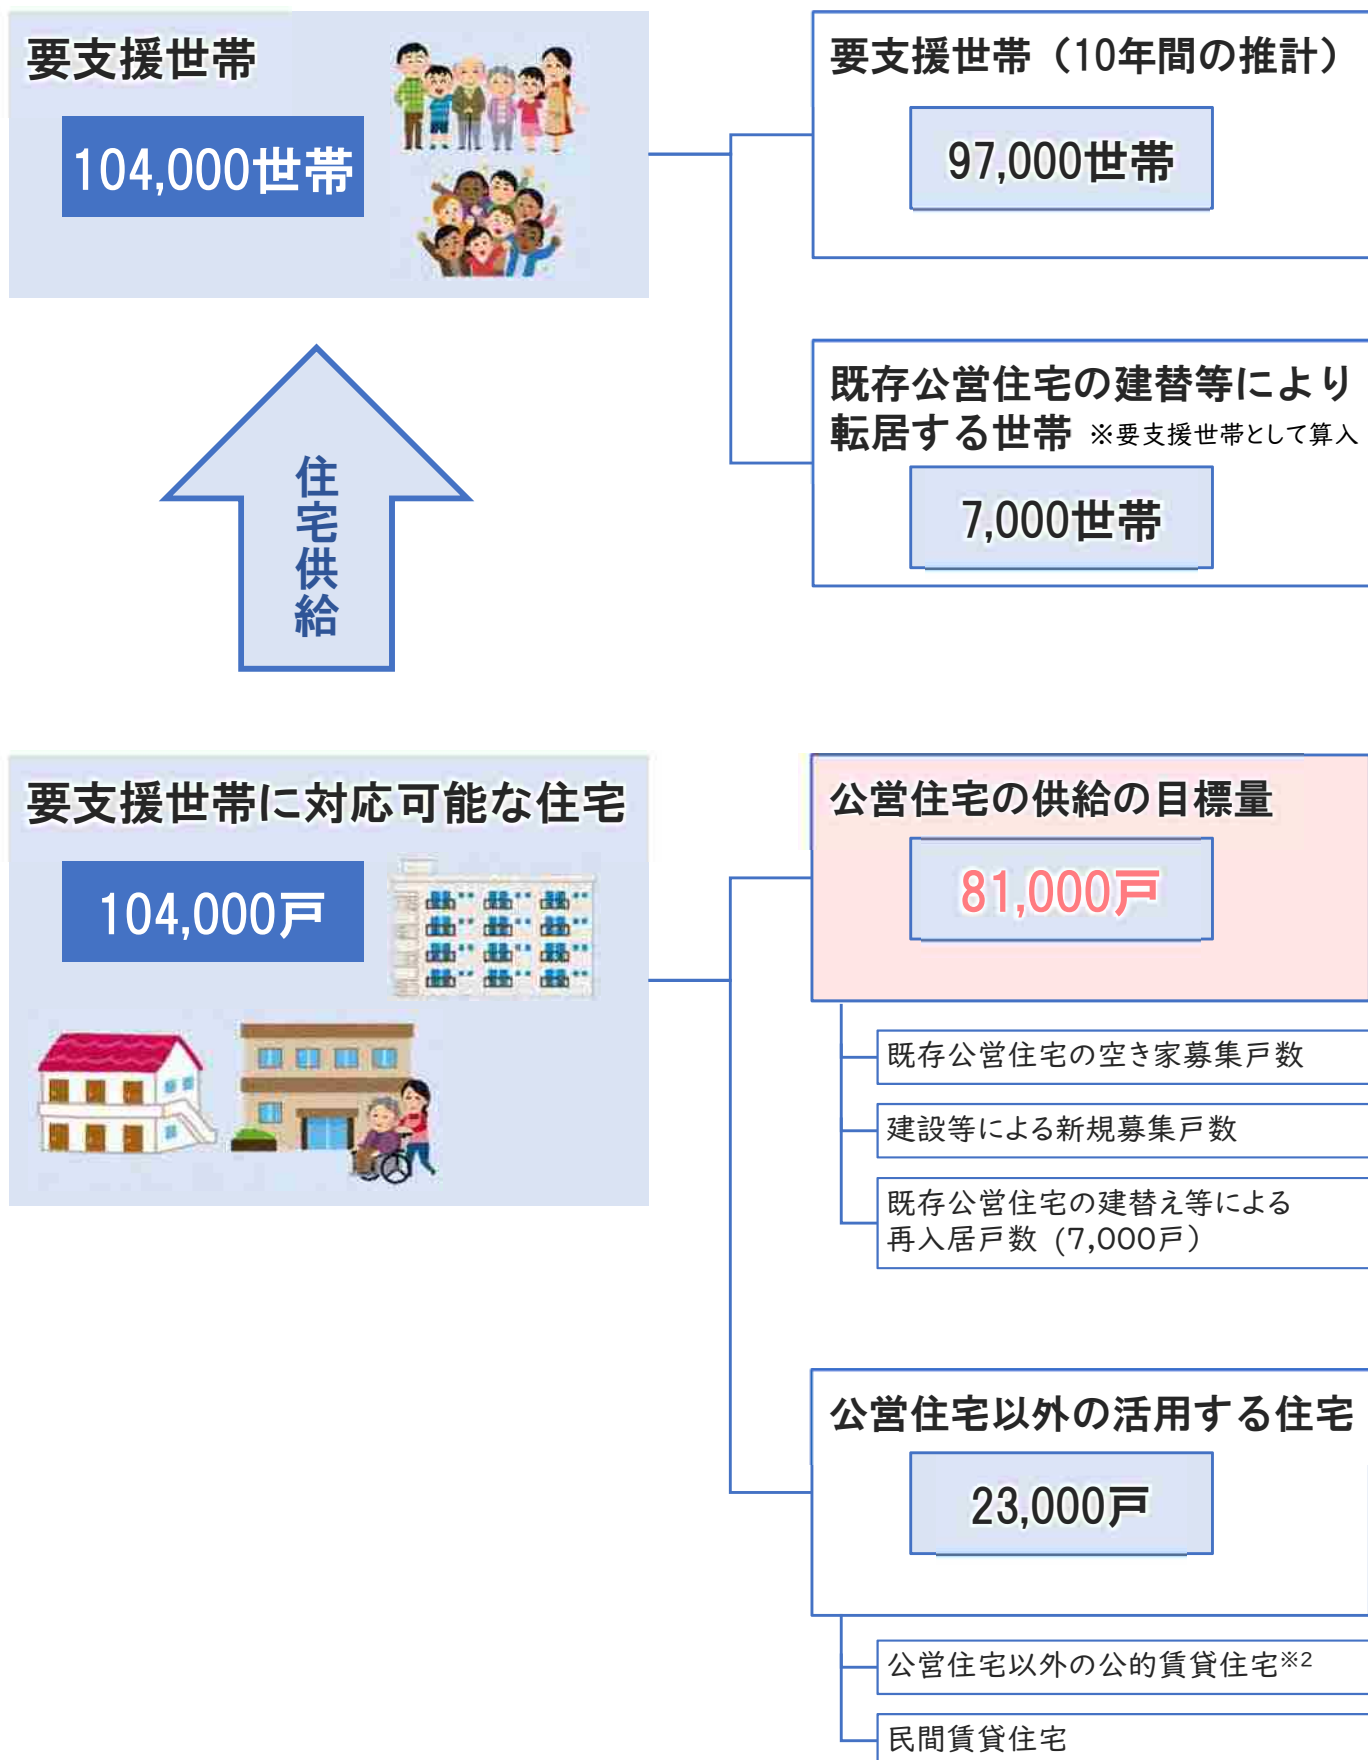 要支援世帯
104,000世帯
要支援世帯（10年間の推計）
97,000世帯
既存公営住宅の建替等により
転居する世帯 ※要支援世帯として算入
7,000世帯
住宅供給
要支援世帯に対応可能な住宅
104,000戸
公営住宅の供給の目標量
81,000戸
既存公営住宅の空き家募集戸数
建設等による新規募集戸数
既存公営住宅の建替え等による
再入居戸数 (7,000戸）
公営住宅以外の活用する住宅
23,000戸
公営住宅以外の公的賃貸住宅※2
民間賃貸住宅